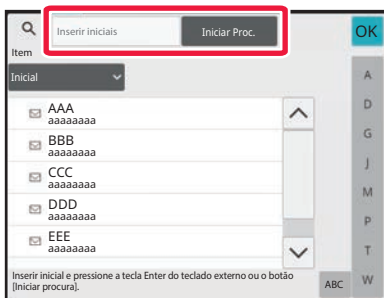 Inserir iniciais
Iniciar Proc.
OK
Item
Inicial
AAA
aaaaaaaa
BBB
aaaaaaaa
CCC
aaaaaaaa
DDD
aaaaaaaa
EEE
aaaaaaaa
A
D
G
J
M
P
T
W
Inserir inicial e pressione a tecla Enter do teclado externo ou o botão
[Iniciar procura].
ABC